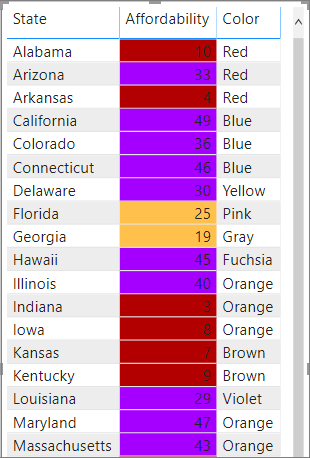 State Affordability Color
Alabama 10 Red
Arizona 33 Red
Arkansas 4 Red
California 49 Blue
Colorado 36 Blue
Connecticut 46 Blue
Delaware 30 Yellow
Florida 25 Pink
Georgia 19 Gray
Hawaii 45 Fuchsia
Illinois 40 Orange
Indiana 3 Orange
Iowa 8 Orange
Kansas 7 Brown
Kentucky 9 Brown
Louisiana 29 Violet
Maryland 47 Orange
Massachusetts 43 Orange